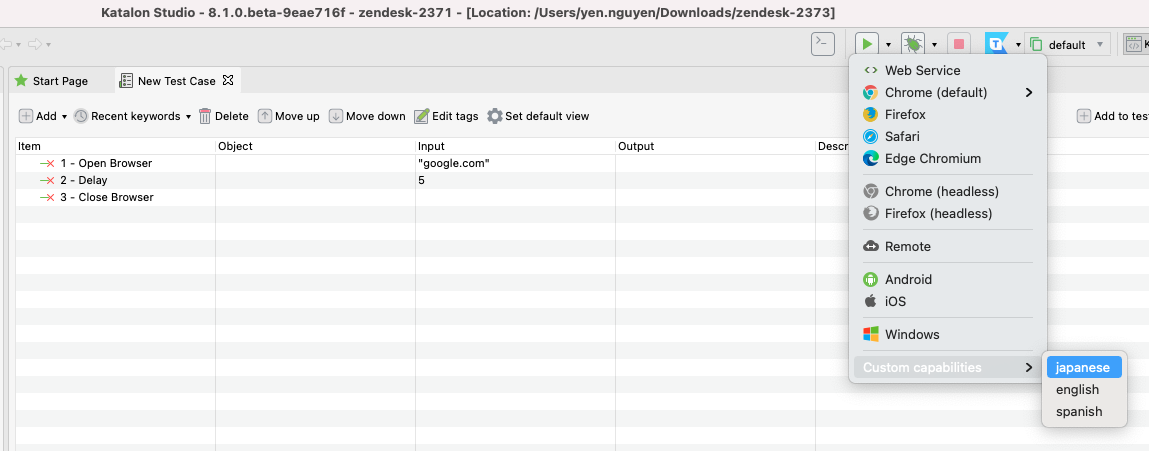 Katalon Studio - 8.1.0.beta-9eae716f - zendesk-2371 - [Location: /Users/yen.nguyen/Downloads/zendesk-2373]
default
Start Page
New Test Case
Add
Recent keywords
Delete
Move up
Move down
Edit tags
Set default view
Add to test
Item Object Input Output Descr
1 - Open Browser "google.com"
2 - Delay 5
3 - Close Browser
Web Service
Chrome (default)
Firefox
Safari
Edge Chromium
Chrome (headless)
Firefox (headless)
Remote
Android
iOS
Windows
Custom capabilities
japanese
english
spanish